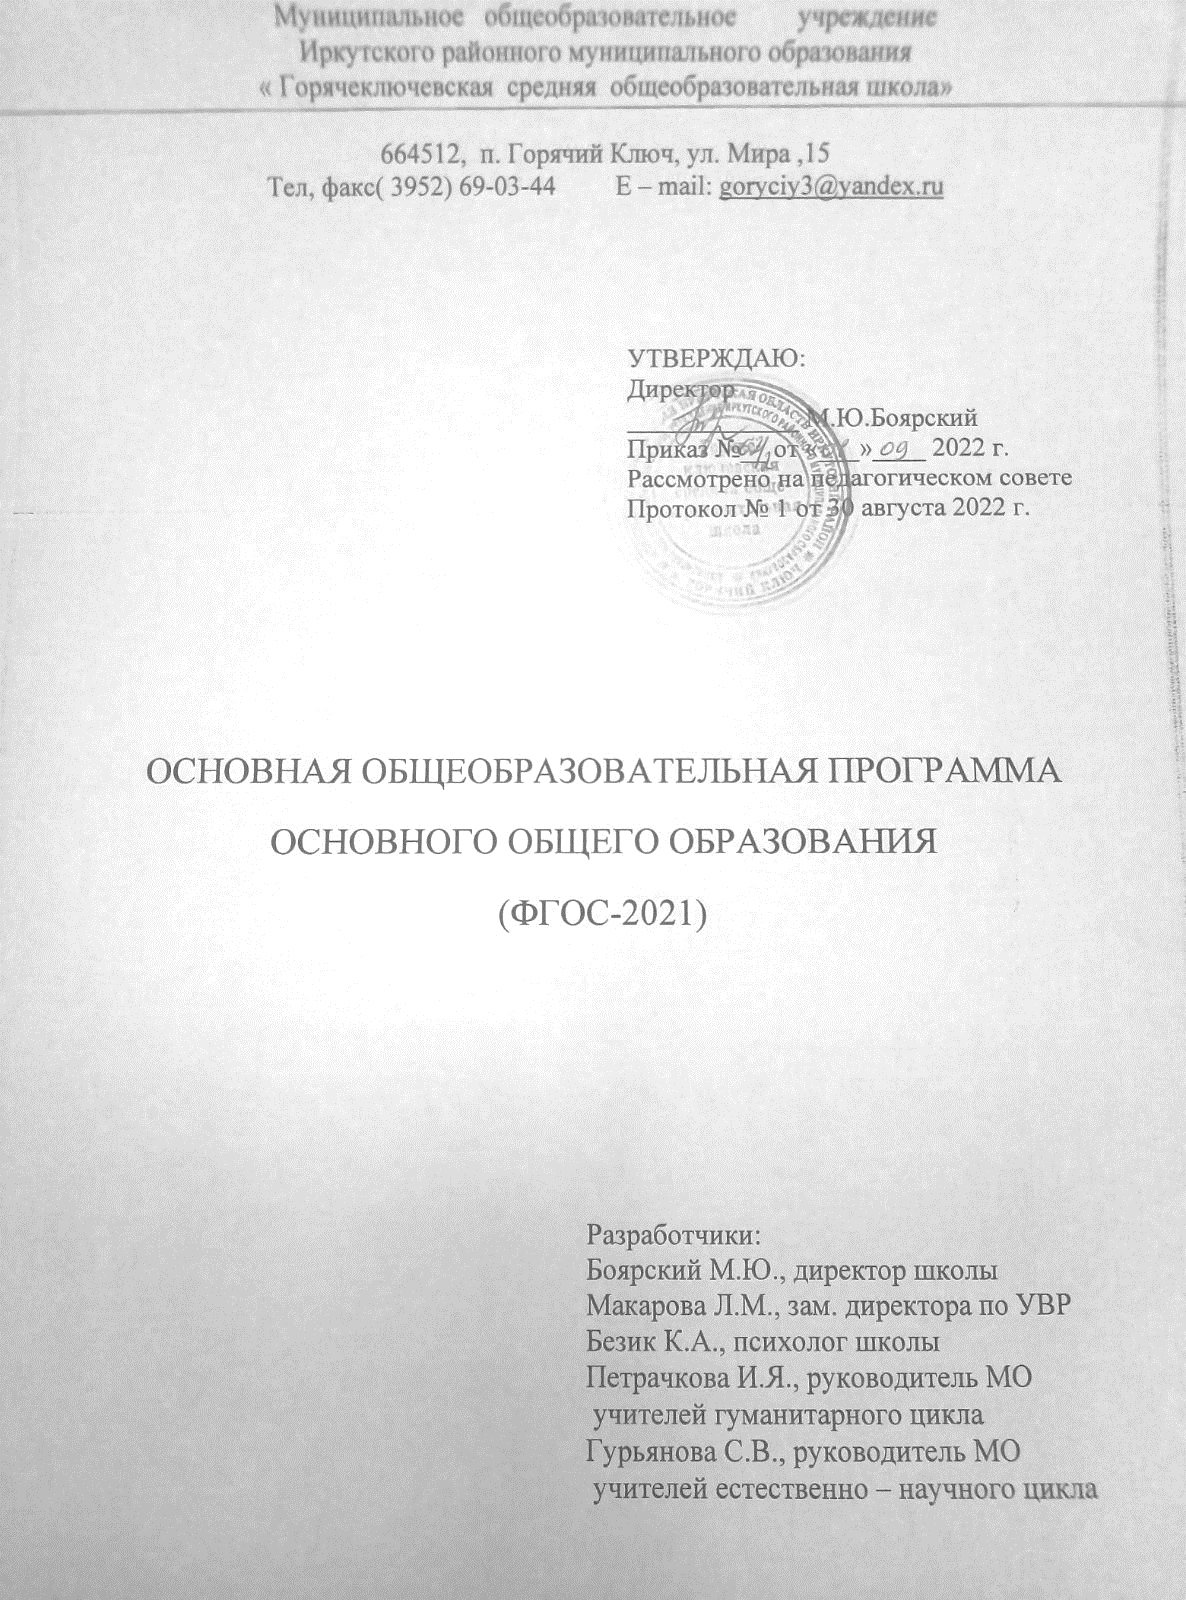 Муниципальное общеобразовательное учреждение
Иркутского районного муниципального образования
« Горячеключевская средняя общеобразовательная школа»
664512, п. Горячий Ключ, ул. Мира ,15
Тел, факс( 3952) 69-03-44 E – mail: goryciy3@yandex.ru
УТВЕРЖДАЮ:
Директор
М.Ю.Боярский
Приказ № от « » 09 2022 г.
Рассмотрено на педагогическом совете
Протокол № 1 от 30 августа 2022 г.
школа
ОСНОВНАЯ ОБЩЕОБРАЗОВАТЕЛЬНАЯ ПРОГРАММА
ОСНОВНОГО ОБЩЕГО ОБРАЗОВАНИЯ
(ФГОС-2021)
Разработчики:
Боярский М.Ю., директор школы
Макарова Л.М., зам. директора по УВР
Безик К.А., психолог школы
Петрачкова И.Я., руководитель МО
учителей гуманитарного цикла
Гурьянова С.В., руководитель МО
учителей естественно – научного цикла